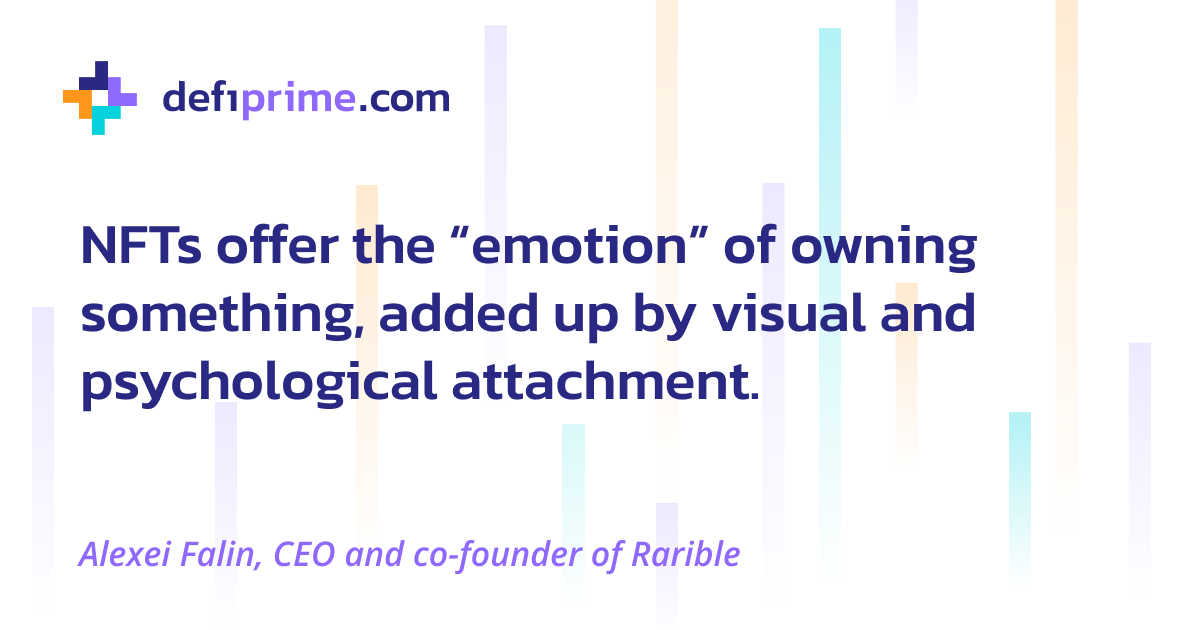 defiprime.com
NFTs offer the “emotion” of owning
something, added up by visual and
psychological attachment.
Alexei Falin, CEO and co-founder of Rarible